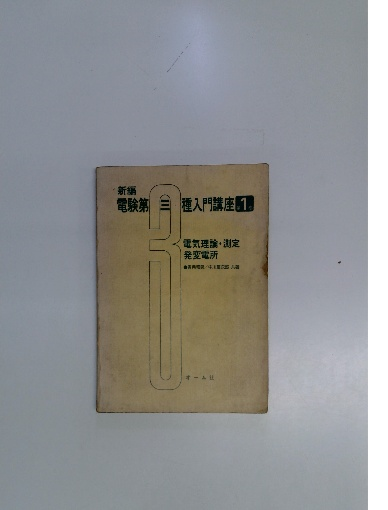 新編
電験第三種入門講座 1
電気理論・測定
発変電所
オーム社